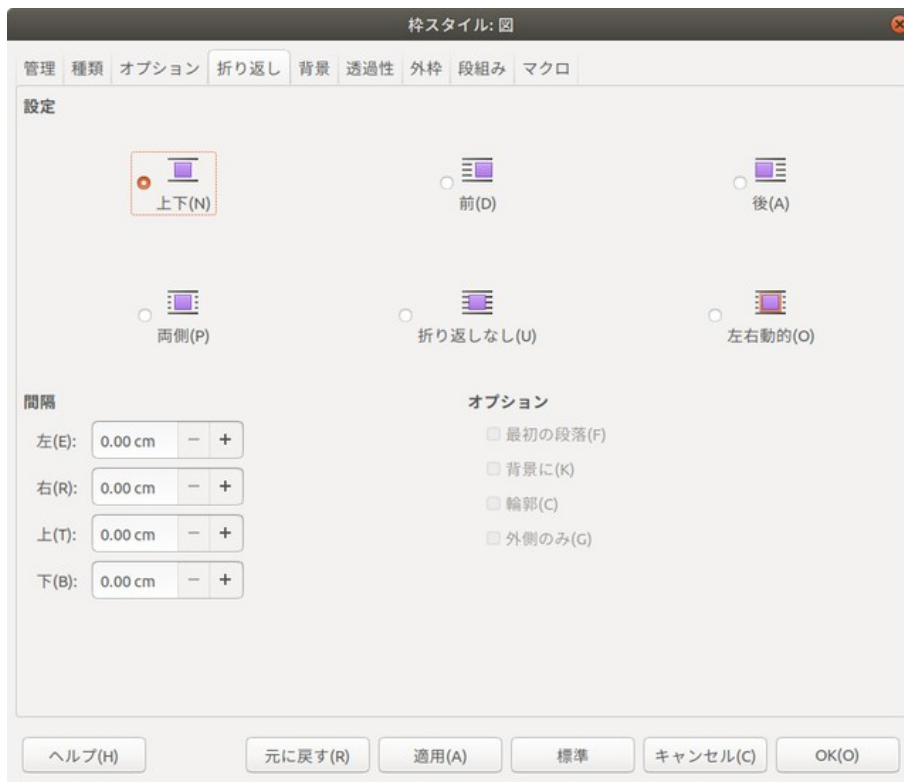 枠スタイル: 図
管理 種類 オプション 折り返し 背景 透過性 外枠 段組み マクロ
設定
上下(N) 前(D) 後(A)
両側(P) 折り返しなし(U) 左右動的(O)
間隔 オプション
左(E): 0.00 cm − + 最初の段落(F)
右(R): 0.00 cm − + 背景に(K)
上(T): 0.00 cm − + 輪郭(C)
下(B): 0.00 cm − + 外側のみ(G)
ヘルプ(H) 元に戻す(R) 適用(A) 標準 キャンセル(C) OK(O)